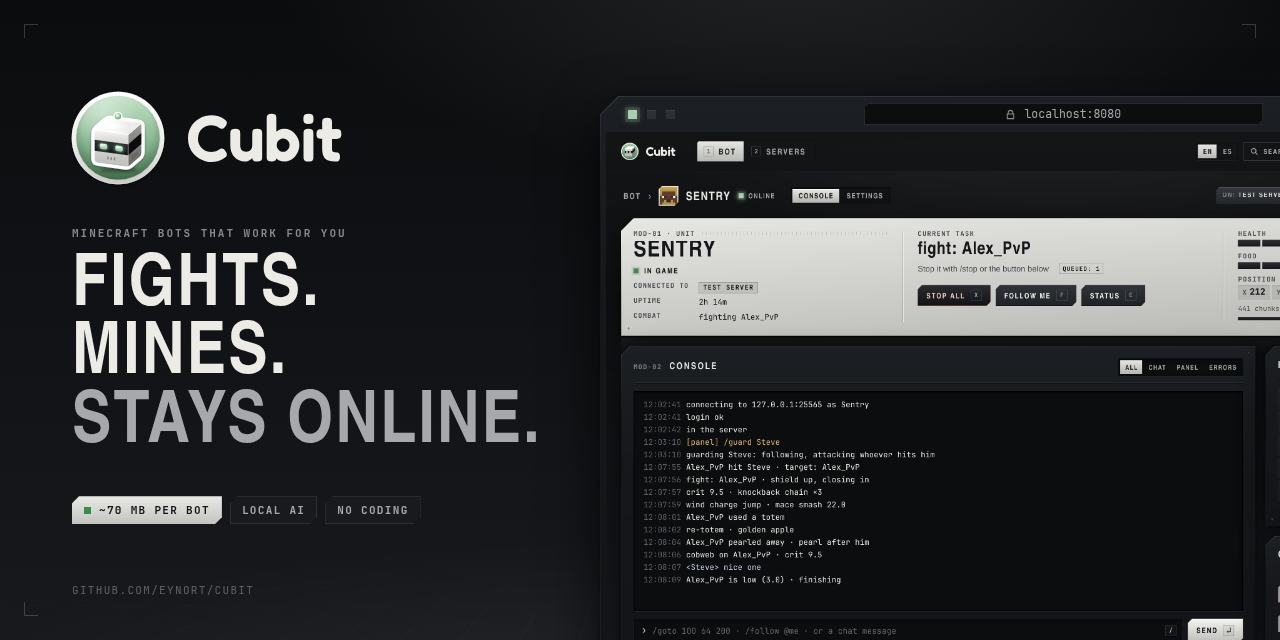 Cubit
MINECRAFT BOTS THAT WORK FOR YOU
FIGHTS.
MINES.
STAYS ONLINE.
~70 MB PER BOT
LOCAL AI
NO CODING
GITHUB.COM/EYNORT/CUBIT
localhost:8080
Cubit
1 BOT
2 SERVERS
EN ES
BOT › SENTRY ONLINE
CONSOLE SETTINGS
ON: TEST
MOD-01 · UNIT
SENTRY
IN GAME
CONNECTED TO TEST SERVER
UPTIME 2h 14m
COMBAT fighting Alex_PvP
CURRENT TASK
fight: Alex_PvP
Stop it with /stop or the button below QUEUED: 1
STOP ALL X FOLLOW ME F STATUS E
HEALTH
FOOD
POSITION
X 212
441 chunks
MOD-02 CONSOLE
ALL CHAT PANEL ERRORS
12:02:41 connecting to 127.0.0.1:25565 as Sentry
12:02:41 login ok
12:02:42 in the server
12:03:10 [panel] /guard Steve
12:03:10 guarding Steve: following, attacking whoever hits him
12:07:55 Alex_PvP hit Steve · target: Alex_PvP
12:07:56 fight: Alex_PvP · shield up, closing in
12:07:57 crit 9.5 · knockback chain ×3
12:07:59 wind charge jump · mace smash 22.0
12:08:01 Alex_PvP used a totem
12:08:02 re-totem · golden apple
12:08:04 Alex_PvP pearled away · pearl after him
12:08:06 cobweb on Alex_PvP · crit 9.5
12:08:07 <Steve> nice one
12:08:09 Alex_PvP is low (3.0) · finishing
❯ /goto 100 64 200 · /follow @me · or a chat message
/
SEND